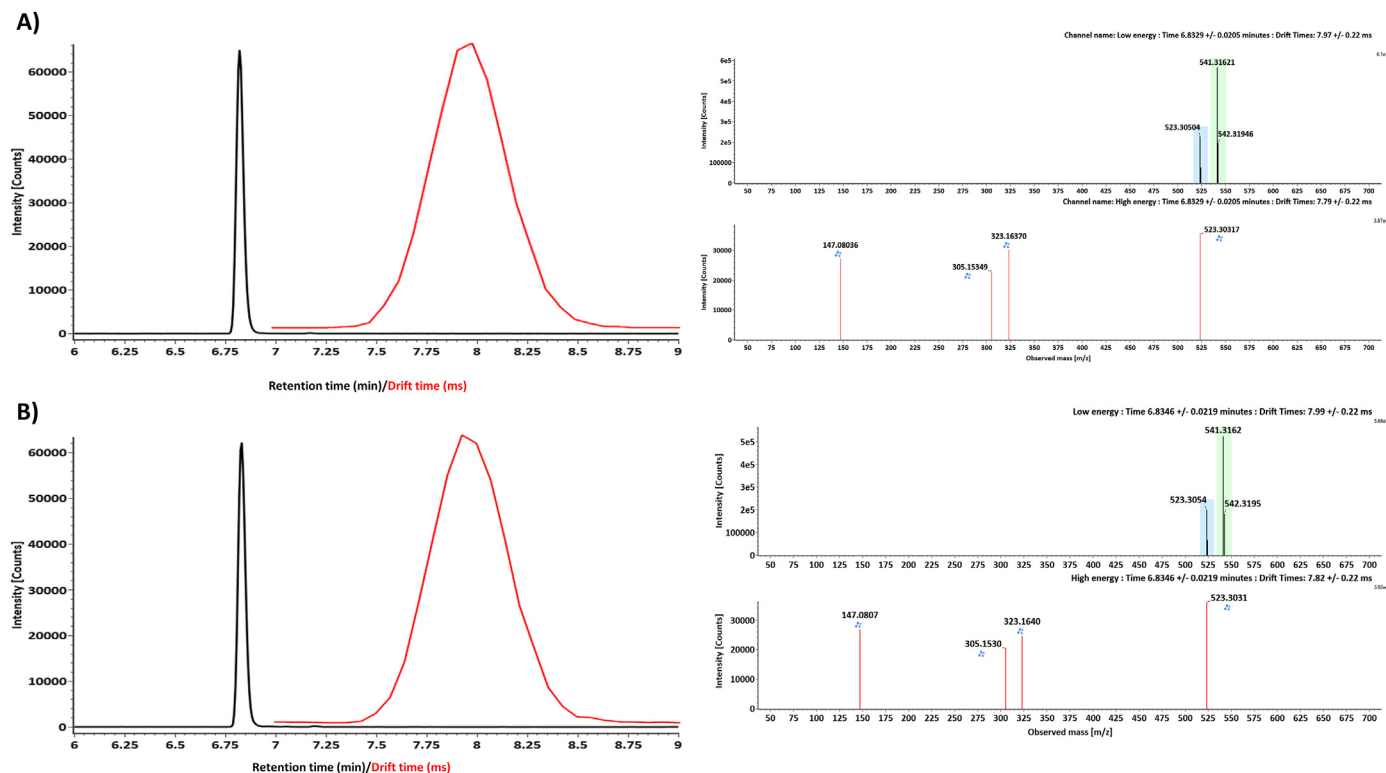 A)
Intensity [Counts]
60000
50000
40000
30000
20000
10000
0
6 6.25 6.5 6.75 7 7.25 7.5 7.75 8 8.25 8.5 8.75 9
Retention time (min)/Drift time (ms)
Channel name: Low energy : Time 6.8329 +/- 0.0205 minutes : Drift Times: 7.97 +/- 0.22 ms
6.1e
Intensity [Counts]
6e5
5e5
4e5
3e5
2e5
100000
0
541.31621
523.30504
542.31946
50 75 100 125 150 175 200 225 250 275 300 325 350 375 400 425 450 475 500 525 550 575 600 625 650 675 700
Channel name: High energy : Time 6.8329 +/- 0.0205 minutes : Drift Times: 7.79 +/- 0.22 ms
3.87e
Intensity [Counts]
30000
20000
10000
0
147.08036
305.15349
323.16370
523.30317
50 75 100 125 150 175 200 225 250 275 300 325 350 375 400 425 450 475 500 525 550 575 600 625 650 675 700
Observed mass [m/z]
B)
Intensity [Counts]
60000
50000
40000
30000
20000
10000
0
6 6.25 6.5 6.75 7 7.25 7.5 7.75 8 8.25 8.5 8.75 9
Retention time (min)/Drift time (ms)
Low energy : Time 6.8346 +/- 0.0219 minutes : Drift Times: 7.99 +/- 0.22 ms
5.66e
Intensity [Counts]
5e5
4e5
3e5
2e5
100000
0
541.3162
523.3054
542.3195
50 75 100 125 150 175 200 225 250 275 300 325 350 375 400 425 450 475 500 525 550 575 600 625 650 675 700
High energy : Time 6.8346 +/- 0.0219 minutes : Drift Times: 7.82 +/- 0.22 ms
3.92e
Intensity [Counts]
30000
20000
10000
0
147.0807
305.1530
323.1640
523.3031
50 75 100 125 150 175 200 225 250 275 300 325 350 375 400 425 450 475 500 525 550 575 600 625 650 675 700
Observed mass [m/z]